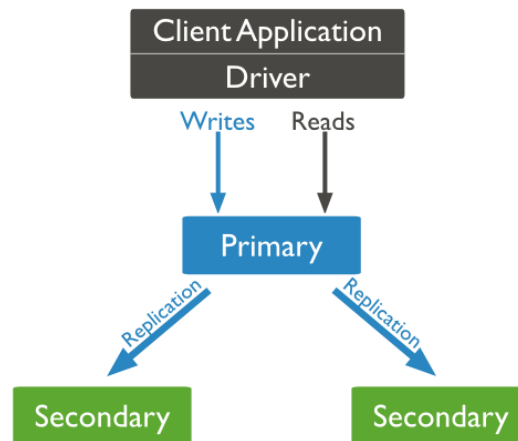 Client Application
Driver
Writes Reads
Primary
Replication Replication
Secondary Secondary